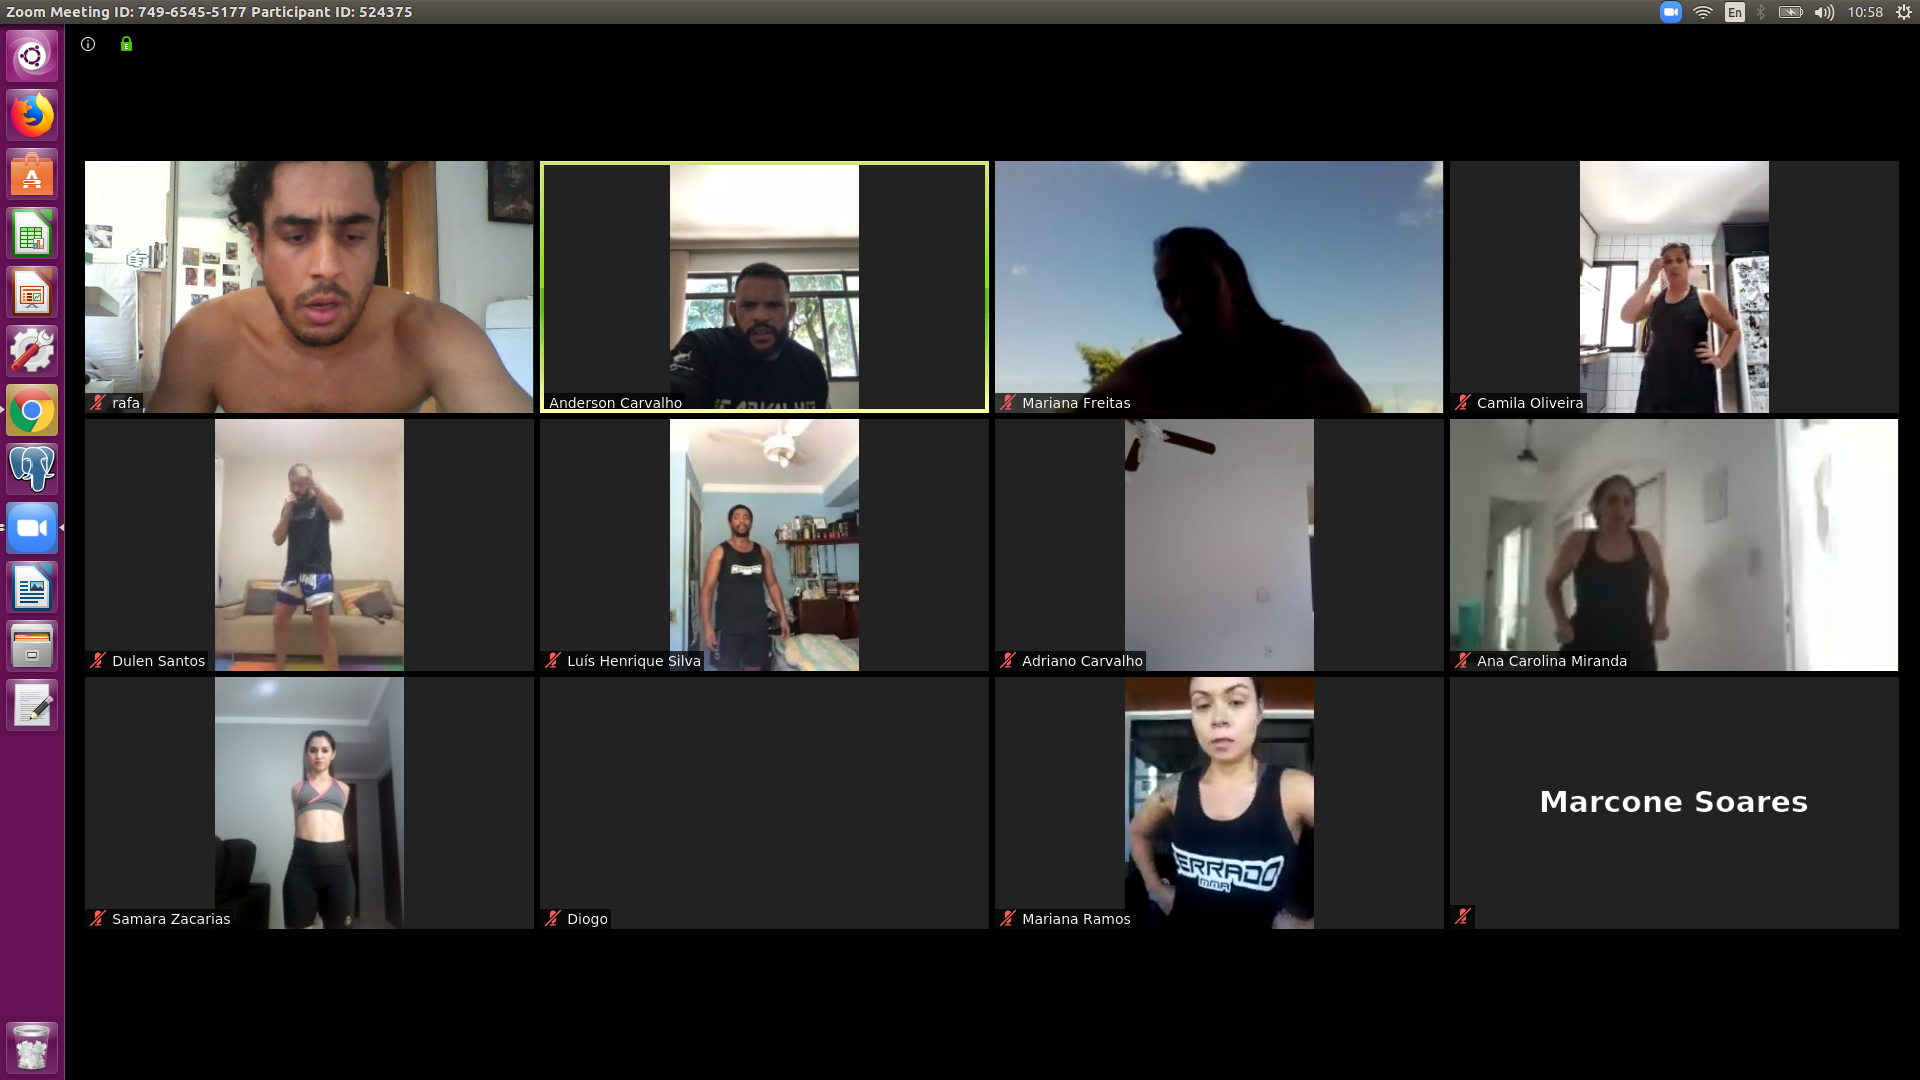 Zoom Meeting ID: 749-6545-5177 Participant ID: 524375
En
10:58
rafa
Anderson Carvalho
Mariana Freitas
Camila Oliveira
Dulen Santos
Luís Henrique Silva
Adriano Carvalho
Ana Carolina Miranda
Samara Zacarias
Diogo
ERRADO
MMA
Mariana Ramos
Marcone Soares